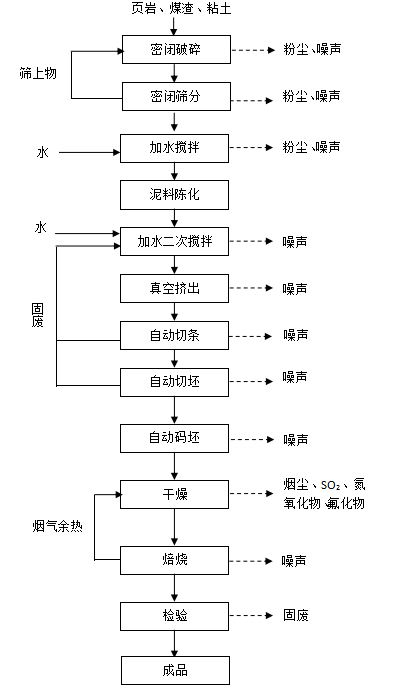 页岩、煤渣、粘土
密闭破碎
粉尘、噪声
筛上物
密闭筛分
粉尘、噪声
水
加水搅拌
粉尘、噪声
泥料陈化
水
加水二次搅拌
噪声
固废
真空挤出
噪声
自动切条
噪声
自动切坯
噪声
自动码坯
噪声
干燥
烟尘、SO₂、氮
氧化物、氟化物
烟气余热
焙烧
噪声
检验
固废
成品